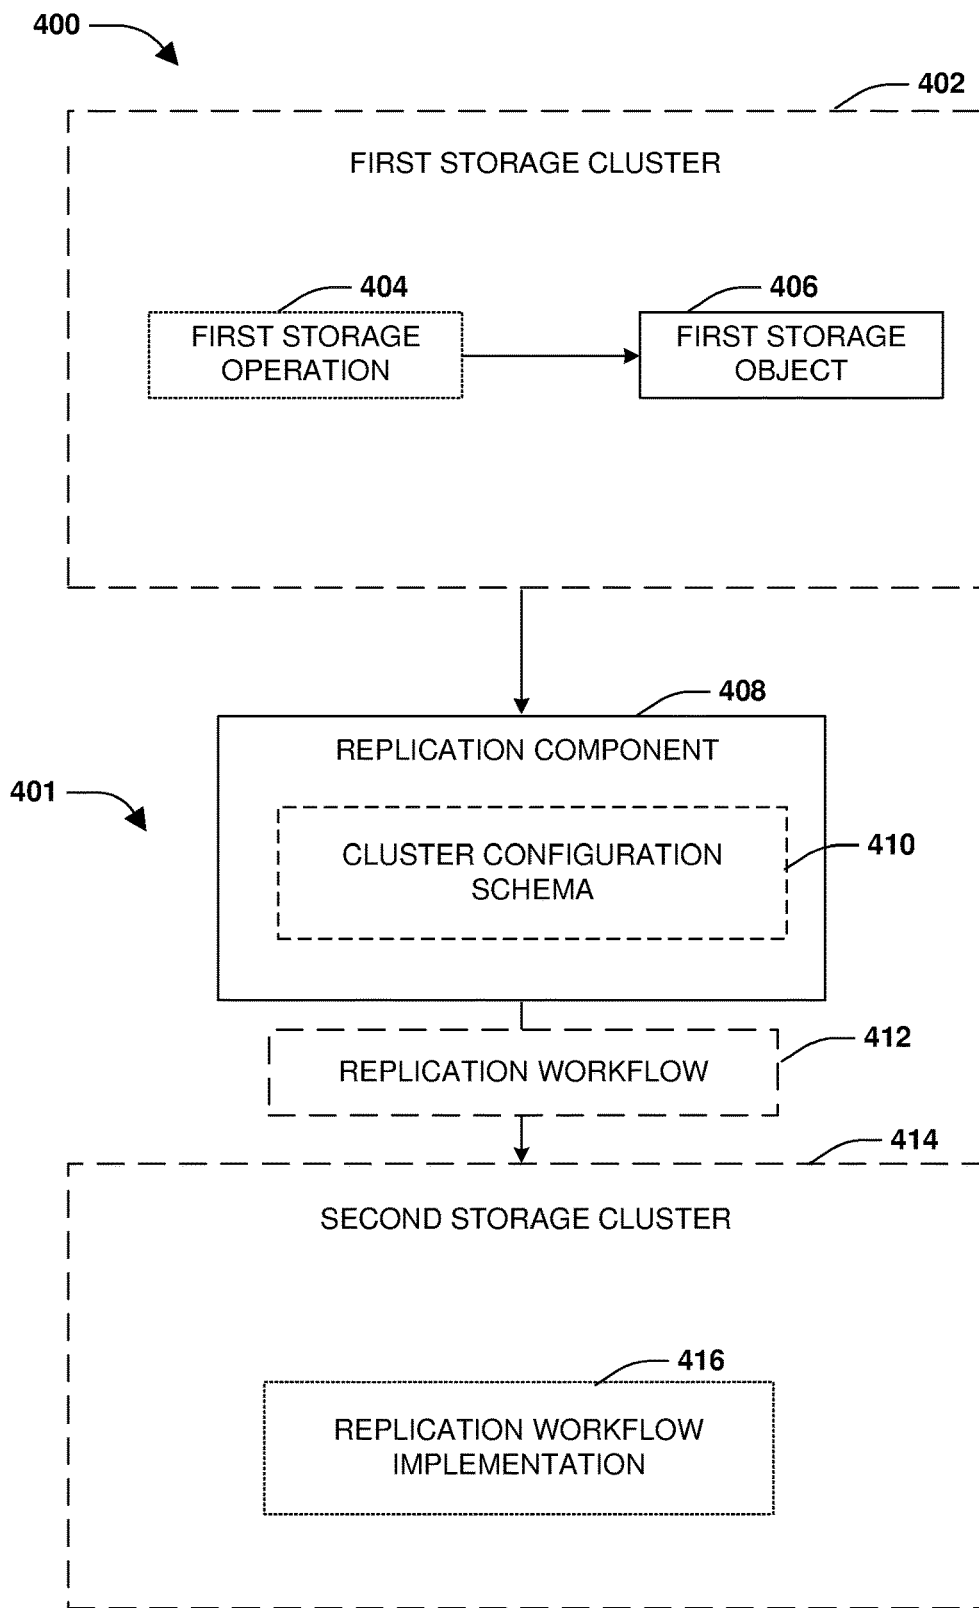 400
402
FIRST STORAGE CLUSTER
404
406
FIRST STORAGE
OPERATION
FIRST STORAGE
OBJECT
408
REPLICATION COMPONENT
401
CLUSTER CONFIGURATION
SCHEMA
410
412
REPLICATION WORKFLOW
414
SECOND STORAGE CLUSTER
416
REPLICATION WORKFLOW
IMPLEMENTATION